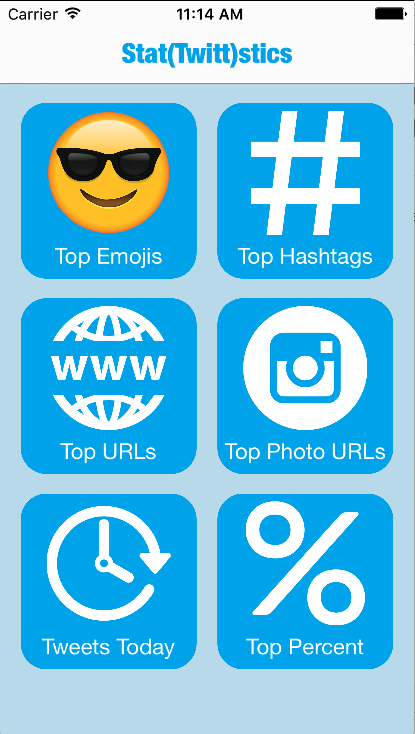 Carrier 11:14 AM
Stat(Twitt)stics
Top Emojis
Top Hashtags
WWW
Top URLs
Top Photo URLs
Tweets Today
Top Percent